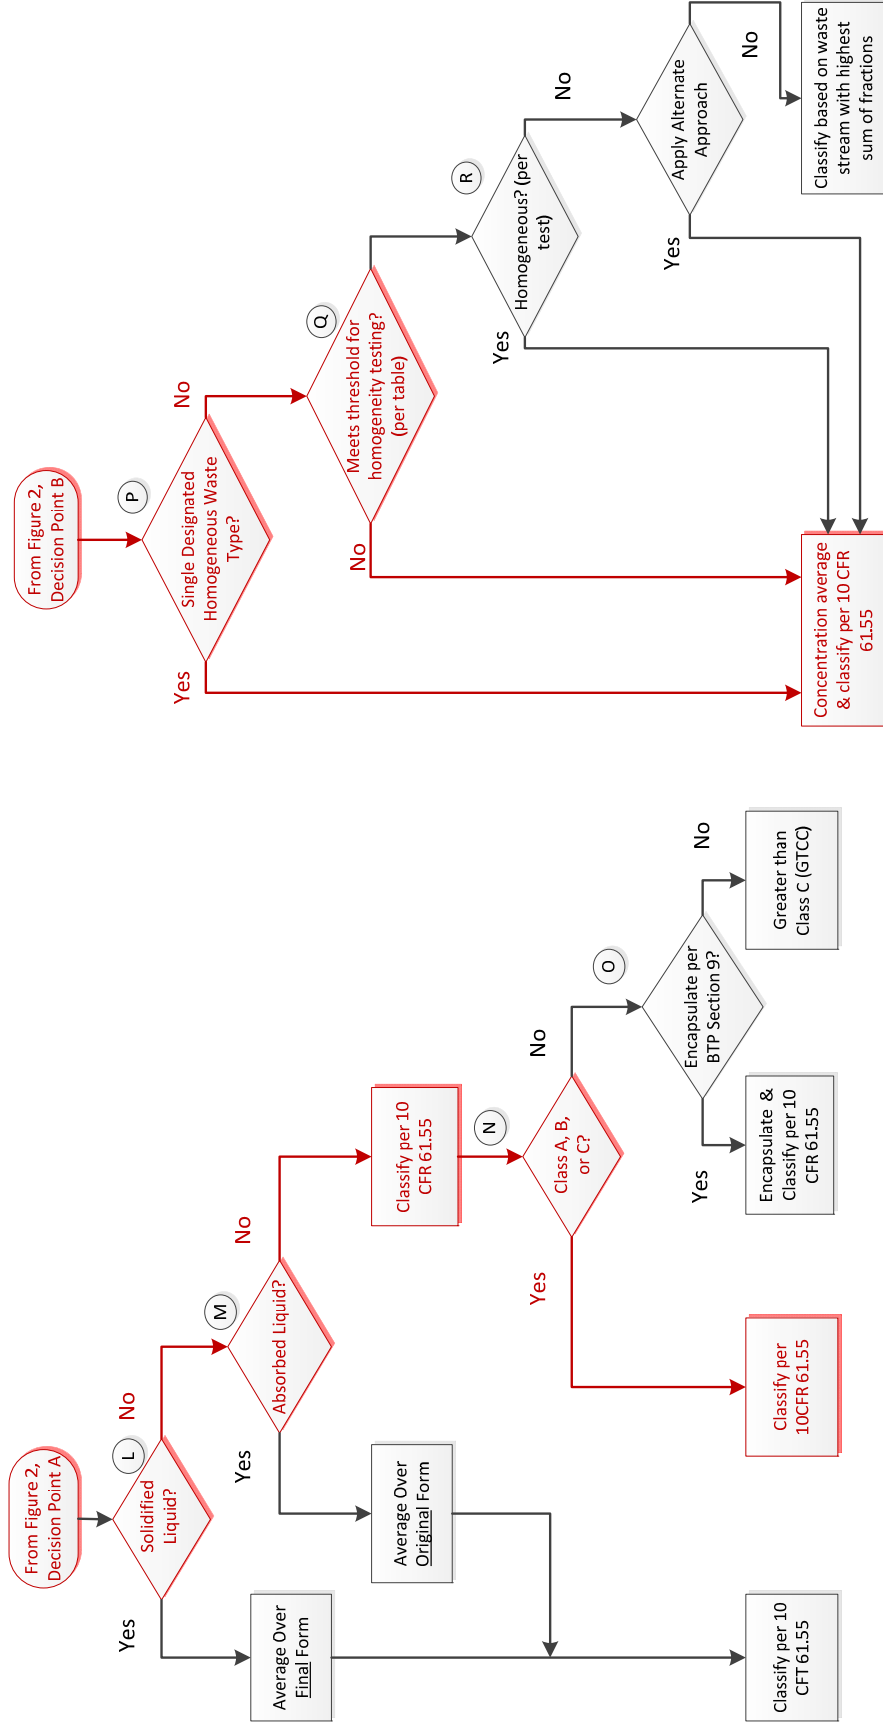 From Figure 2,
Decision Point A
L
Solidified
Liquid?
Yes
No
Average Over
Final Form
M
Absorbed Liquid?
Yes
No
Average Over
Original Form
Classify per 10
CFR 61.55
N
Class A, B,
or C?
Yes
No
O
Encapsulate per
BTP Section 9?
Yes
No
Classify per 10
CFT 61.55
Classify per
10CFR 61.55
Encapsulate &
Classify per 10
CFR 61.55
Greater than
Class C (GTCC)
From Figure 2,
Decision Point B
P
Single Designated
Homogeneous Waste
Type?
Yes
No
Q
Meets threshold for
homogeneity testing?
(per table)
No
R
Homogeneous? (per
test)
Yes
No
Apply Alternate
Approach
Yes
No
Concentration average
& classify per 10 CFR
61.55
Classify based on waste
stream with highest
sum of fractions